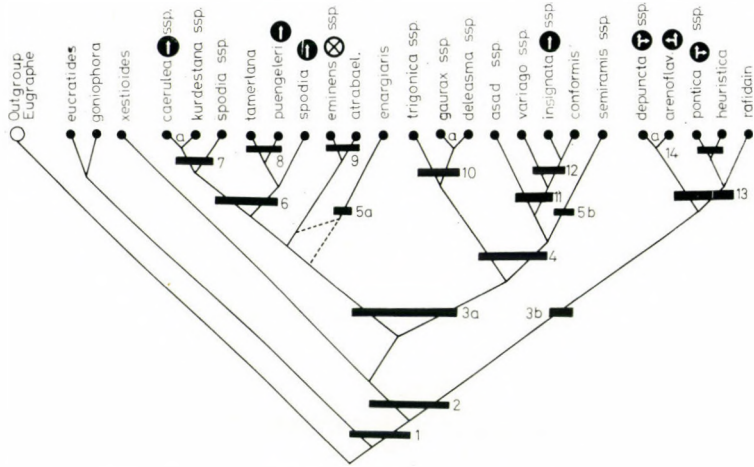 Outgroup
Eugraphe
eucratides
goniophora
xestioides
caerulea ssp.
kurdestana ssp.
spodia ssp.
tamerlana
puengeleri
spodia
eminens ssp.
atrabael.
enargiaris
trigonica ssp.
gaurax ssp.
deleasma ssp.
asad ssp.
variago ssp.
insignata ssp.
conformis
semiramis ssp.
depuncta ssp.
arenoflav.
pontica ssp.
heuristica
a
7
8
9
6
5a
a
10
12
11
5b
4
a
14
13
3a
3b
2
1